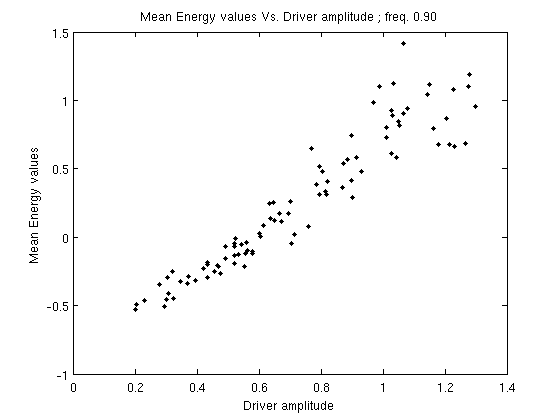 Mean Energy values Vs. Driver amplitude ; freq. 0.90
1.5
1
0.5
0
-0.5
-1
Mean Energy values
0 0.2 0.4 0.6 0.8 1 1.2 1.4
Driver amplitude